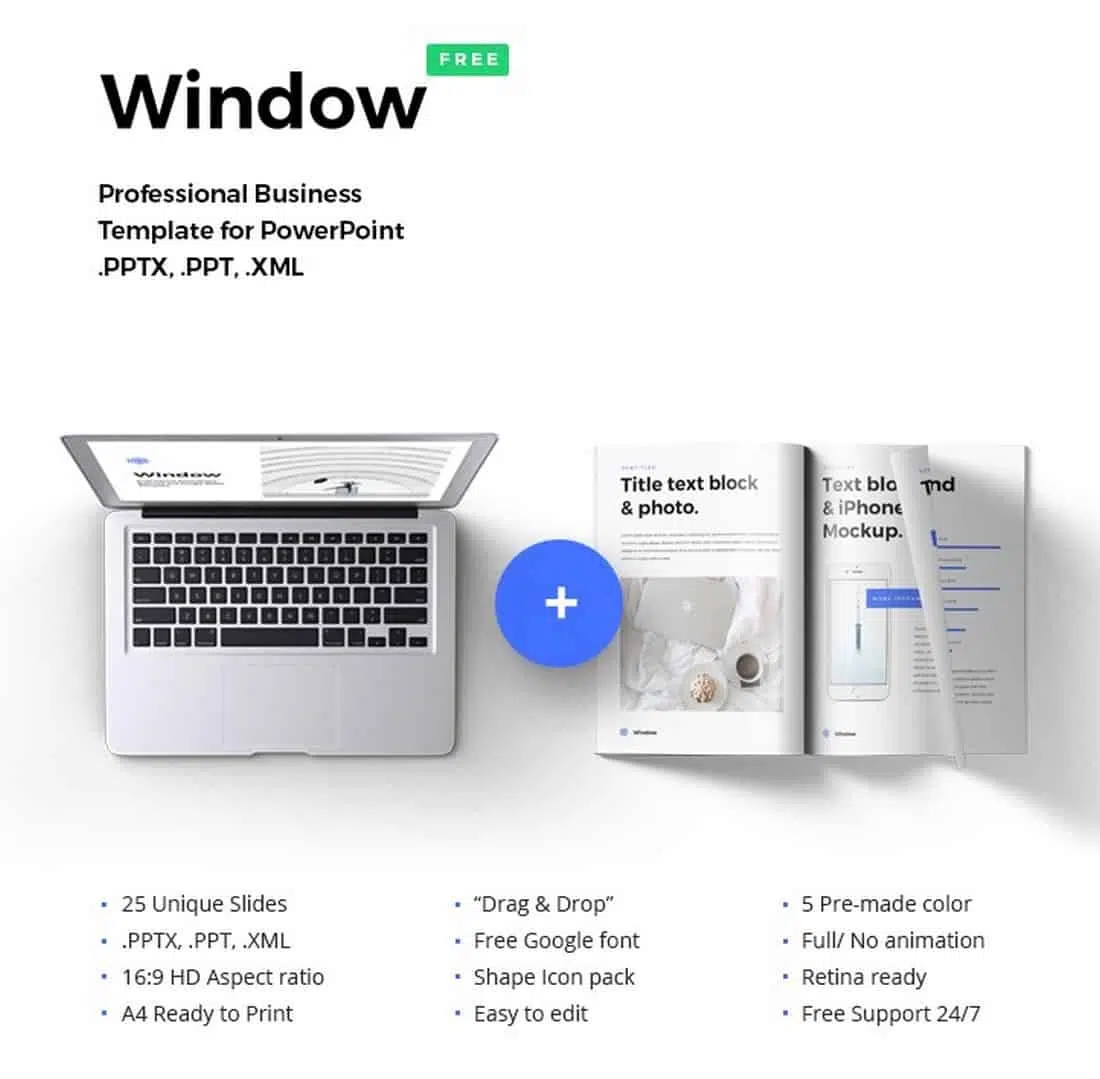 FREE
Window
Professional Business
Template for PowerPoint
.PPTX, .PPT, .XML
Window
Title text block
& photo.
Window
Text blo
& iPhone
Mockup.
Window
25 Unique Slides
.PPTX, .PPT, .XML
16:9 HD Aspect ratio
A4 Ready to Print
“Drag & Drop”
Free Google font
Shape Icon pack
Easy to edit
5 Pre-made color
Full/ No animation
Retina ready
Free Support 24/7